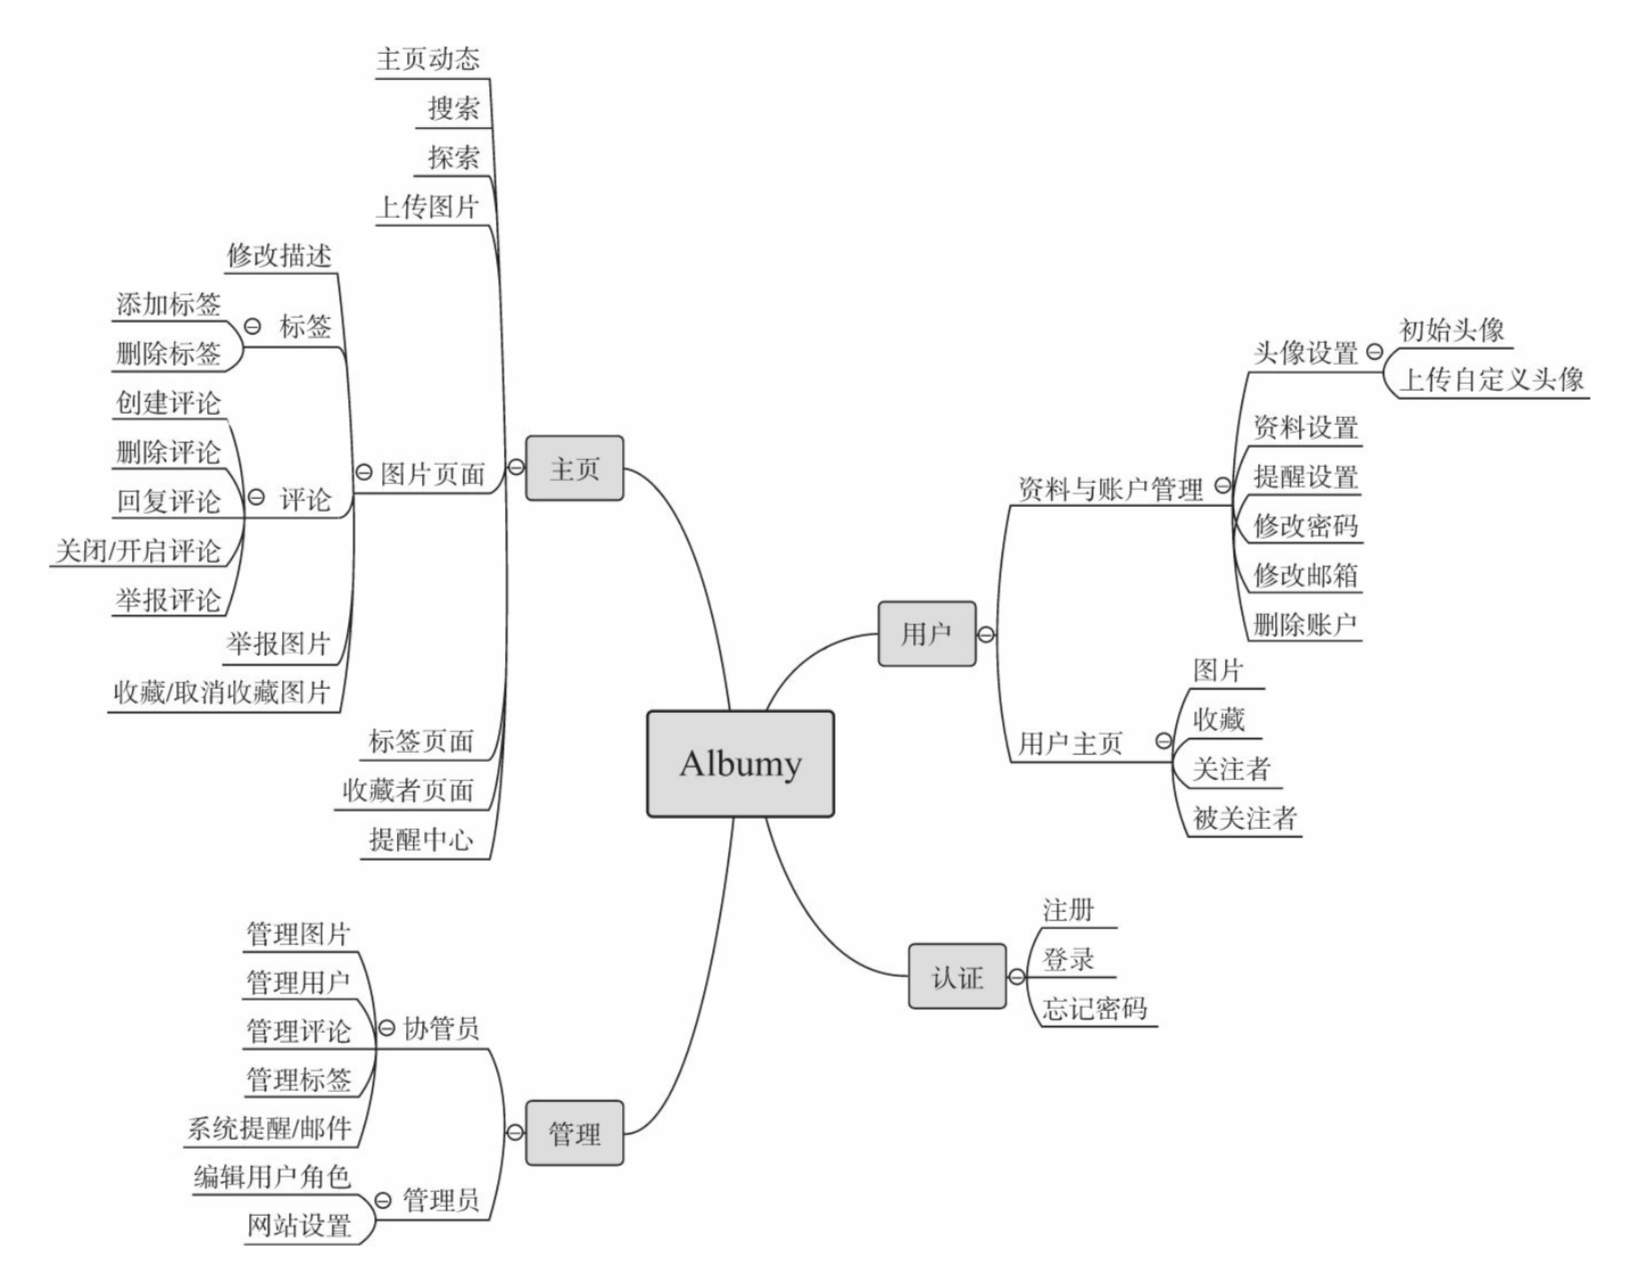 主页动态
搜索
探索
上传图片
修改描述
添加标签
标签
删除标签
创建评论
删除评论
图片页面
主页
回复评论
评论
关闭/开启评论
举报评论
举报图片
收藏/取消收藏图片
标签页面
收藏者页面
提醒中心
初始头像
头像设置
上传自定义头像
资料设置
提醒设置
资料与账户管理
修改密码
修改邮箱
删除账户
用户
图片
收藏
用户主页
关注者
被关注者
Albumy
注册
登录
认证
忘记密码
管理图片
管理用户
协管员
管理评论
管理标签
系统提醒/邮件
管理
编辑用户角色
管理员
网站设置